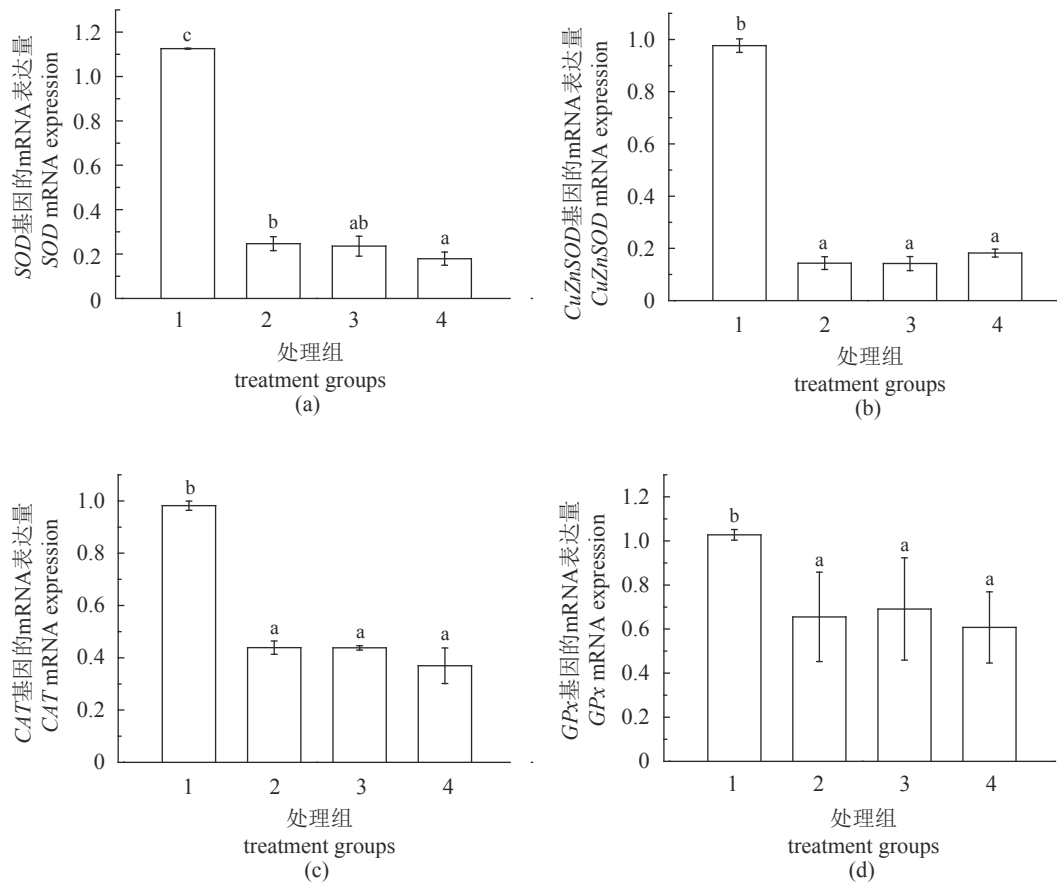 SOD基因的mRNA表达量
SOD mRNA expression
1.2
1.0
0.8
0.6
0.4
0.2
0
c
b
ab
a
1 2 3 4
处理组
treatment groups
(a)
CuZnSOD基因的mRNA表达量
CuZnSOD mRNA expression
1.0
0.8
0.6
0.4
0.2
0
b
a
a
a
1 2 3 4
处理组
treatment groups
(b)
CAT基因的mRNA表达量
CAT mRNA expression
1.0
0.8
0.6
0.4
0.2
0
b
a
a
a
1 2 3 4
处理组
treatment groups
(c)
GPx基因的mRNA表达量
GPx mRNA expression
1.2
1.0
0.8
0.6
0.4
0.2
0
b
a
a
a
1 2 3 4
处理组
treatment groups
(d)